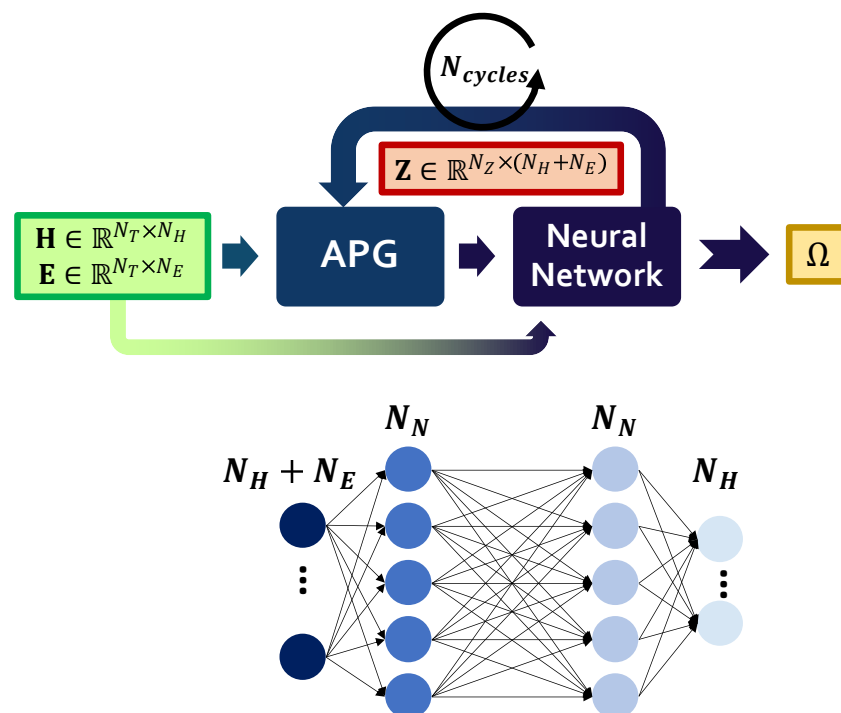 N_cycles
𝐙 ∈ ℝ^{N_Z×(N_H+N_E)}
𝐇 ∈ ℝ^{N_T×N_H}
𝐄 ∈ ℝ^{N_T×N_E}
APG
Neural
Network
Ω
N_N
N_N
N_H + N_E
N_H